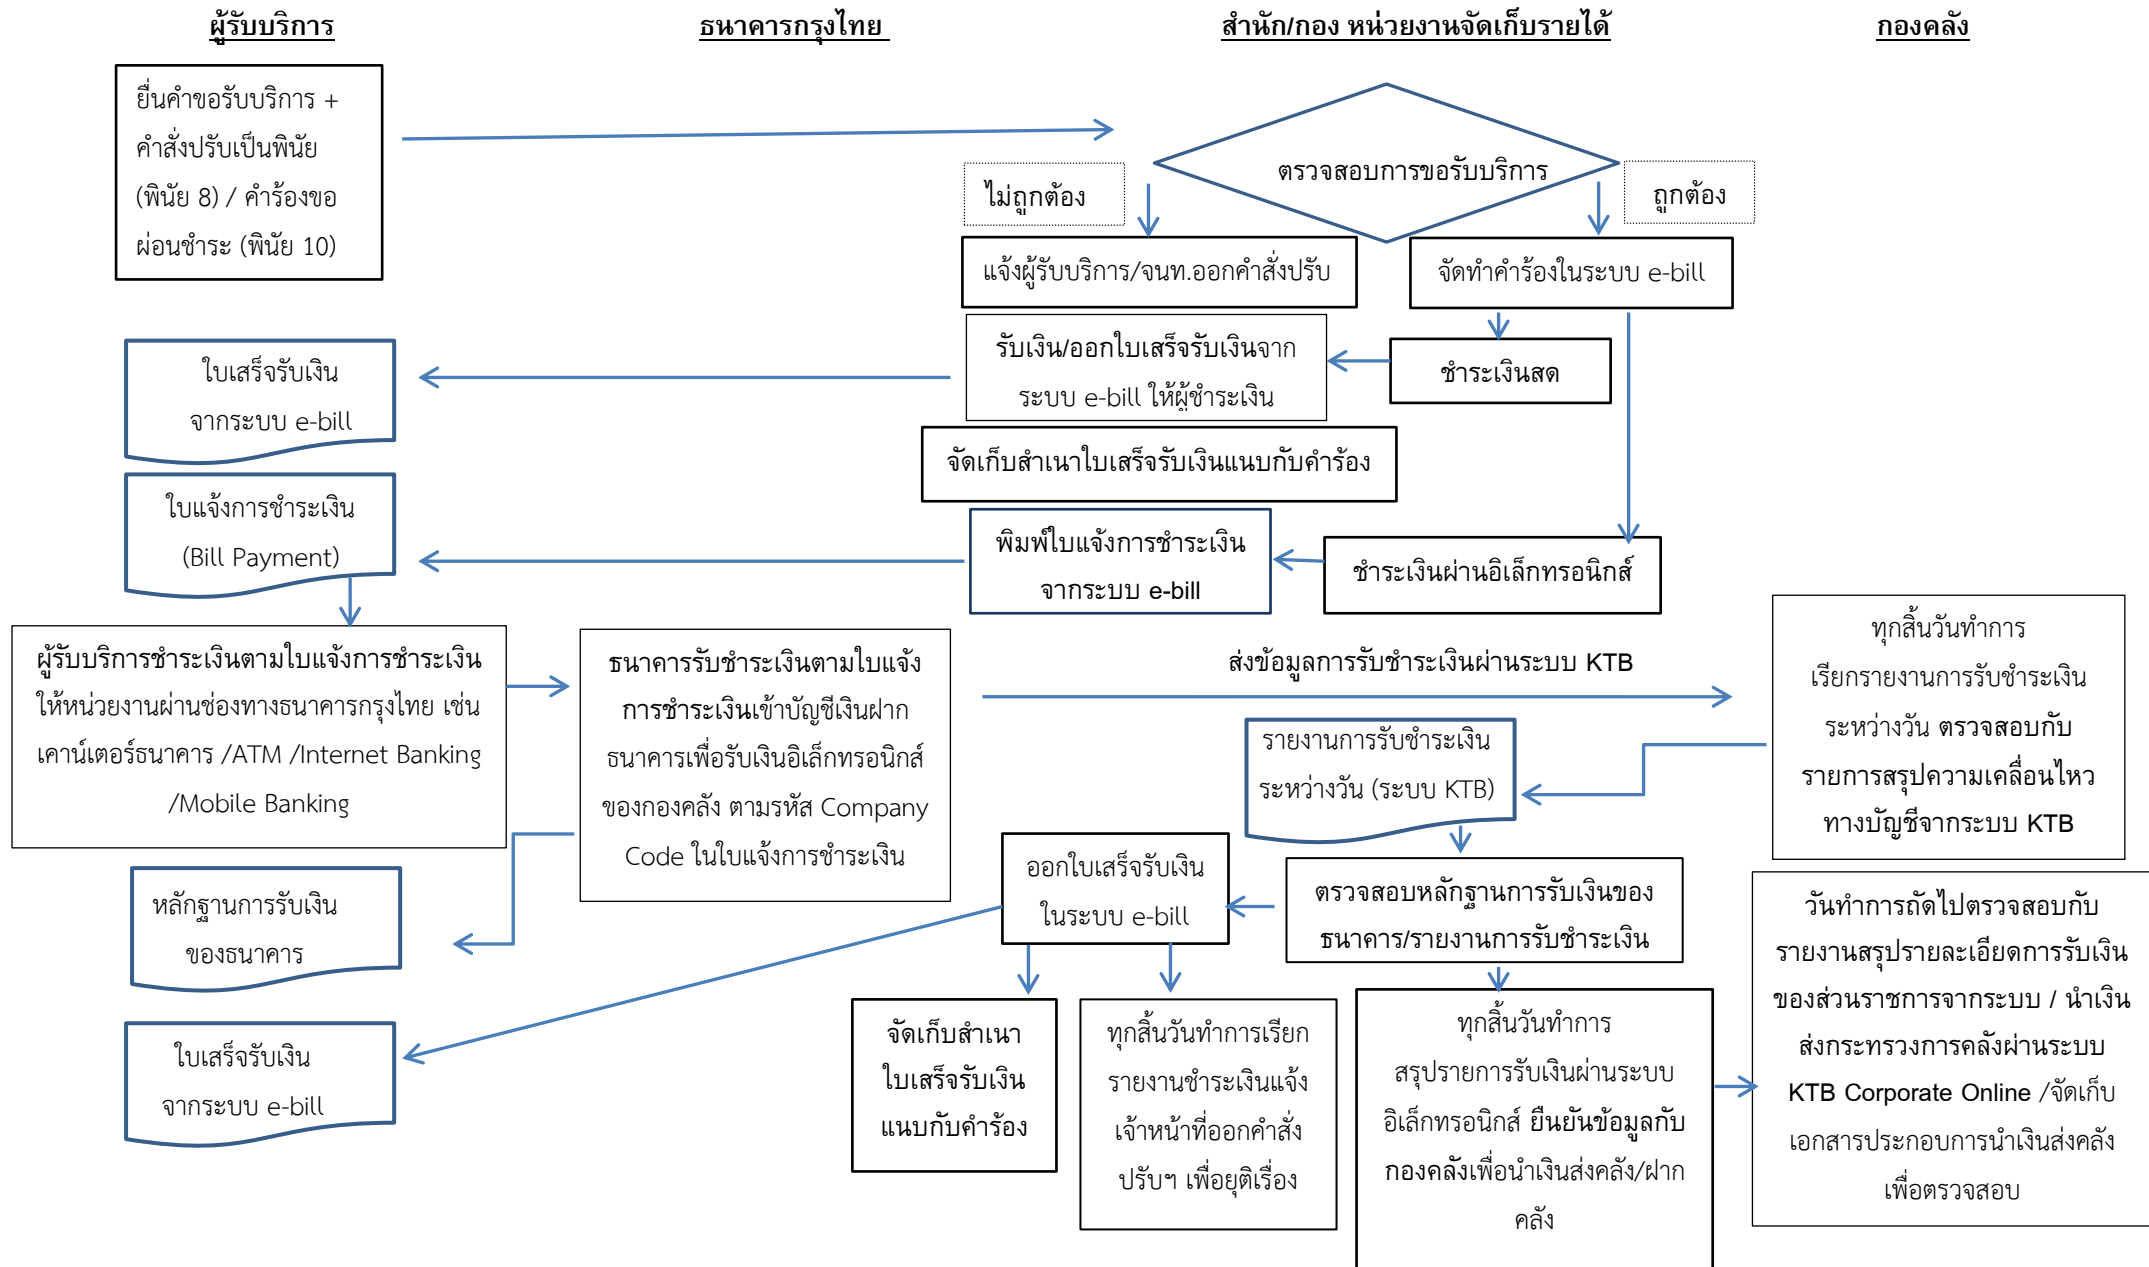 ผู้รับบริการ
ธนาคารกรุงไทย
สำนัก/กอง หน่วยงานจัดเก็บรายได้
กองคลัง
ยื่นคำขอรับบริการ +
คำสั่งปรับเป็นพินัย
(พินัย 8) / คำร้องขอ
ผ่อนชำระ (พินัย 10)
ตรวจสอบการขอรับบริการ
ไม่ถูกต้อง
ถูกต้อง
แจ้งผู้รับบริการ/จนท.ออกคำสั่งปรับ
จัดทำคำร้องในระบบ e-bill
รับเงิน/ออกใบเสร็จรับเงินจาก
ระบบ e-bill ให้ผู้ชำระเงิน
ชำระเงินสด
ใบเสร็จรับเงิน
จากระบบ e-bill
จัดเก็บสำเนาใบเสร็จรับเงินแนบกับคำร้อง
ใบแจ้งการชำระเงิน
(Bill Payment)
พิมพ์ใบแจ้งการชำระเงิน
จากระบบ e-bill
ชำระเงินผ่านอิเล็กทรอนิกส์
ผู้รับบริการชำระเงินตามใบแจ้งการชำระเงิน
ให้หน่วยงานผ่านช่องทางธนาคารกรุงไทย เช่น
เคาน์เตอร์ธนาคาร /ATM /Internet Banking
/Mobile Banking
ธนาคารรับชำระเงินตามใบแจ้ง
การชำระเงินเข้าบัญชีเงินฝาก
ธนาคารเพื่อรับเงินอิเล็กทรอนิกส์
ของกองคลัง ตามรหัส Company
Code ในใบแจ้งการชำระเงิน
ส่งข้อมูลการรับชำระเงินผ่านระบบ KTB
ทุกสิ้นวันทำการ
เรียกรายงานการรับชำระเงิน
ระหว่างวัน ตรวจสอบกับ
รายการสรุปความเคลื่อนไหว
ทางบัญชีจากระบบ KTB
รายงานการรับชำระเงิน
ระหว่างวัน (ระบบ KTB)
หลักฐานการรับเงิน
ของธนาคาร
ออกใบเสร็จรับเงิน
ในระบบ e-bill
ตรวจสอบหลักฐานการรับเงินของ
ธนาคาร/รายงานการรับชำระเงิน
วันทำการถัดไปตรวจสอบกับ
รายงานสรุปรายละเอียดการรับเงิน
ของส่วนราชการจากระบบ / นำเงิน
ส่งกระทรวงการคลังผ่านระบบ
KTB Corporate Online /จัดเก็บ
เอกสารประกอบการนำเงินส่งคลัง
เพื่อตรวจสอบ
ใบเสร็จรับเงิน
จากระบบ e-bill
จัดเก็บสำเนา
ใบเสร็จรับเงิน
แนบกับคำร้อง
ทุกสิ้นวันทำการเรียก
รายงานชำระเงินแจ้ง
เจ้าหน้าที่ออกคำสั่ง
ปรับฯ เพื่อยุติเรื่อง
ทุกสิ้นวันทำการ
สรุปรายการรับเงินผ่านระบบ
อิเล็กทรอนิกส์ ยืนยันข้อมูลกับ
กองคลังเพื่อนำเงินส่งคลัง/ฝาก
คลัง